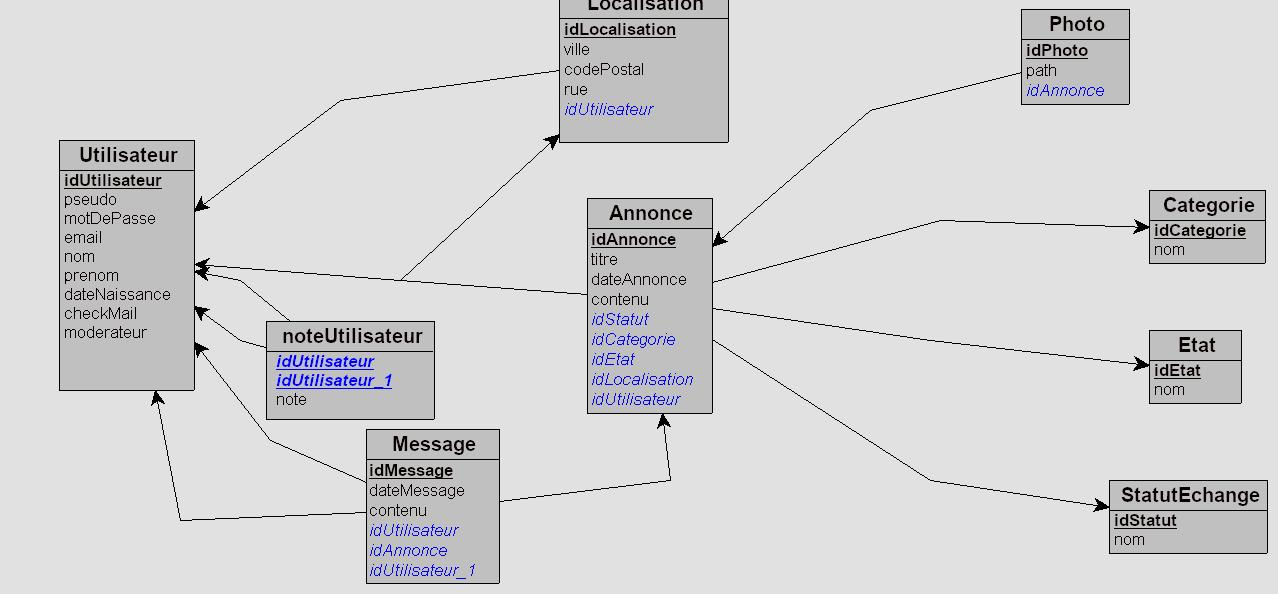 Localisation
idLocalisation
ville
codePostal
rue
idUtilisateur
Photo
idPhoto
path
idAnnonce
Utilisateur
idUtilisateur
pseudo
motDePasse
email
nom
prenom
dateNaissance
checkMail
moderateur
Annonce
idAnnonce
titre
dateAnnonce
contenu
idStatut
idCategorie
idEtat
idLocalisation
idUtilisateur
Categorie
idCategorie
nom
noteUtilisateur
idUtilisateur
idUtilisateur_1
note
Etat
idEtat
nom
Message
idMessage
dateMessage
contenu
idUtilisateur
idAnnonce
idUtilisateur_1
StatutEchange
idStatut
nom